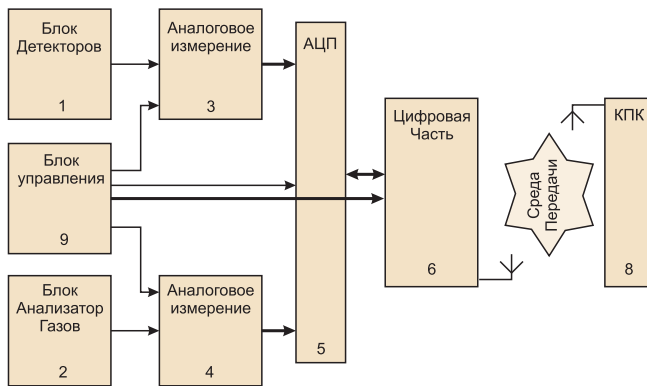 Блок
Детекторов
1
Аналоговое
измерение
3
АЦП
5
Блок
управления
9
Цифровая
Часть
6
Среда
Передачи
КПК
8
Блок
Анализатор
Газов
2
Аналоговое
измерение
4